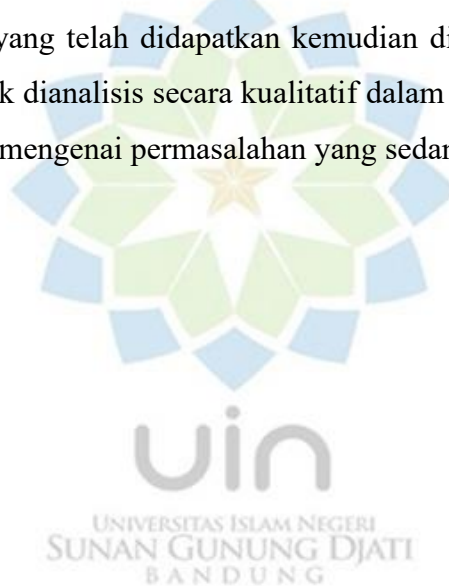 yang telah didapatkan kemudian di
k dianalisis secara kualitatif dalam
mengenai permasalahan yang sedan
uin
UNIVERSITAS ISLAM NEGERI
SUNAN GUNUNG DJATI
BANDUNG